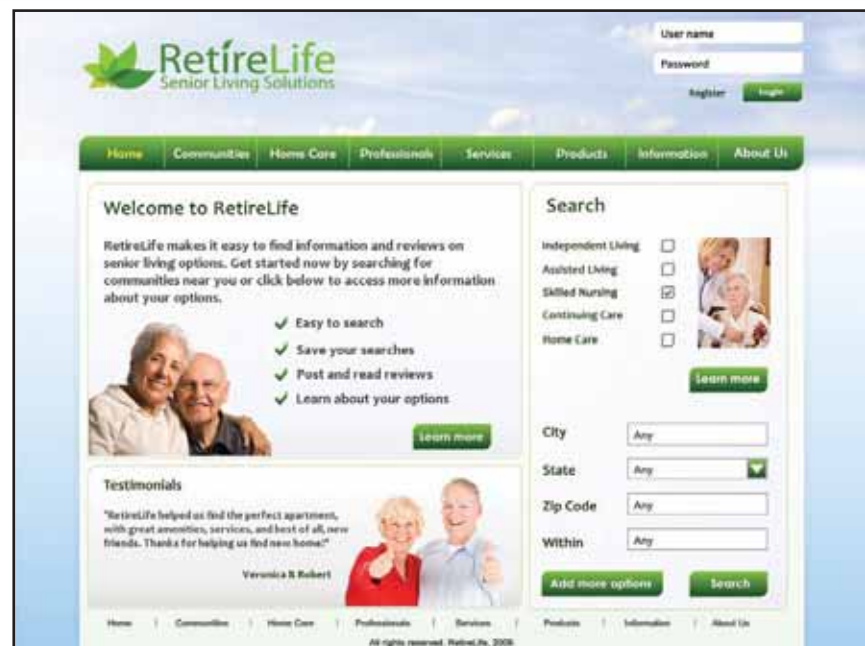 User name
Password
Register Login
RetireLife
Senior Living Solutions
Home Communities Home Care Professionals Services Products Information About Us
Welcome to RetireLife
RetireLife makes it easy to find information and reviews on
senior living options. Get started now by searching for
communities near you or click below to access more information
about your options.
Easy to search
Save your searches
Post and read reviews
Learn about your options
Learn more
Testimonials
"RetireLife helped us find the perfect apartment,
with great amenities, services, and best of all, new
friends. Thanks for helping us find new home!"
Veronica & Robert
Search
Independent Living
Assisted Living
Skilled Nursing
Continuing Care
Home Care
Learn more
City Any
State Any
Zip Code Any
Within Any
Add more options Search
Home | Communities | Home Care | Professionals | Services | Products | Information | About Us
All rights reserved. RetireLife, 2009